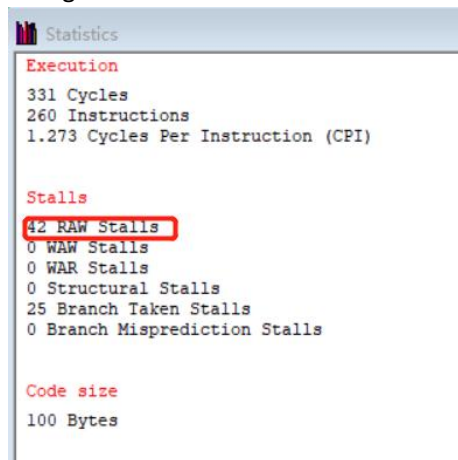 Statistics
Execution
331 Cycles
260 Instructions
1.273 Cycles Per Instruction (CPI)
Stalls
42 RAW Stalls
0 WAW Stalls
0 WAR Stalls
0 Structural Stalls
25 Branch Taken Stalls
0 Branch Misprediction Stalls
Code size
100 Bytes